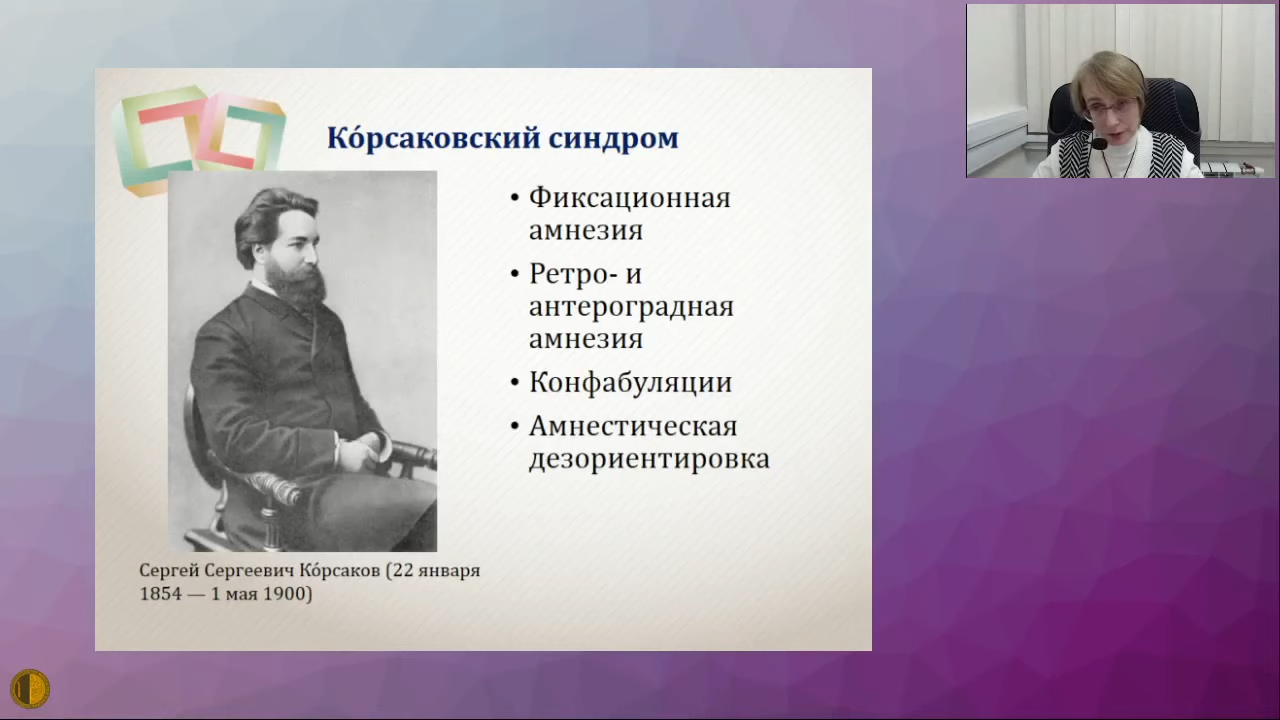 Ко́рсаковский синдром
• Фиксационная
амнезия
• Ретро- и
антероградная
амнезия
• Конфабуляции
• Амнестическая
дезориентировка
Сергей Сергеевич Ко́рсаков (22 января
1854 — 1 мая 1900)